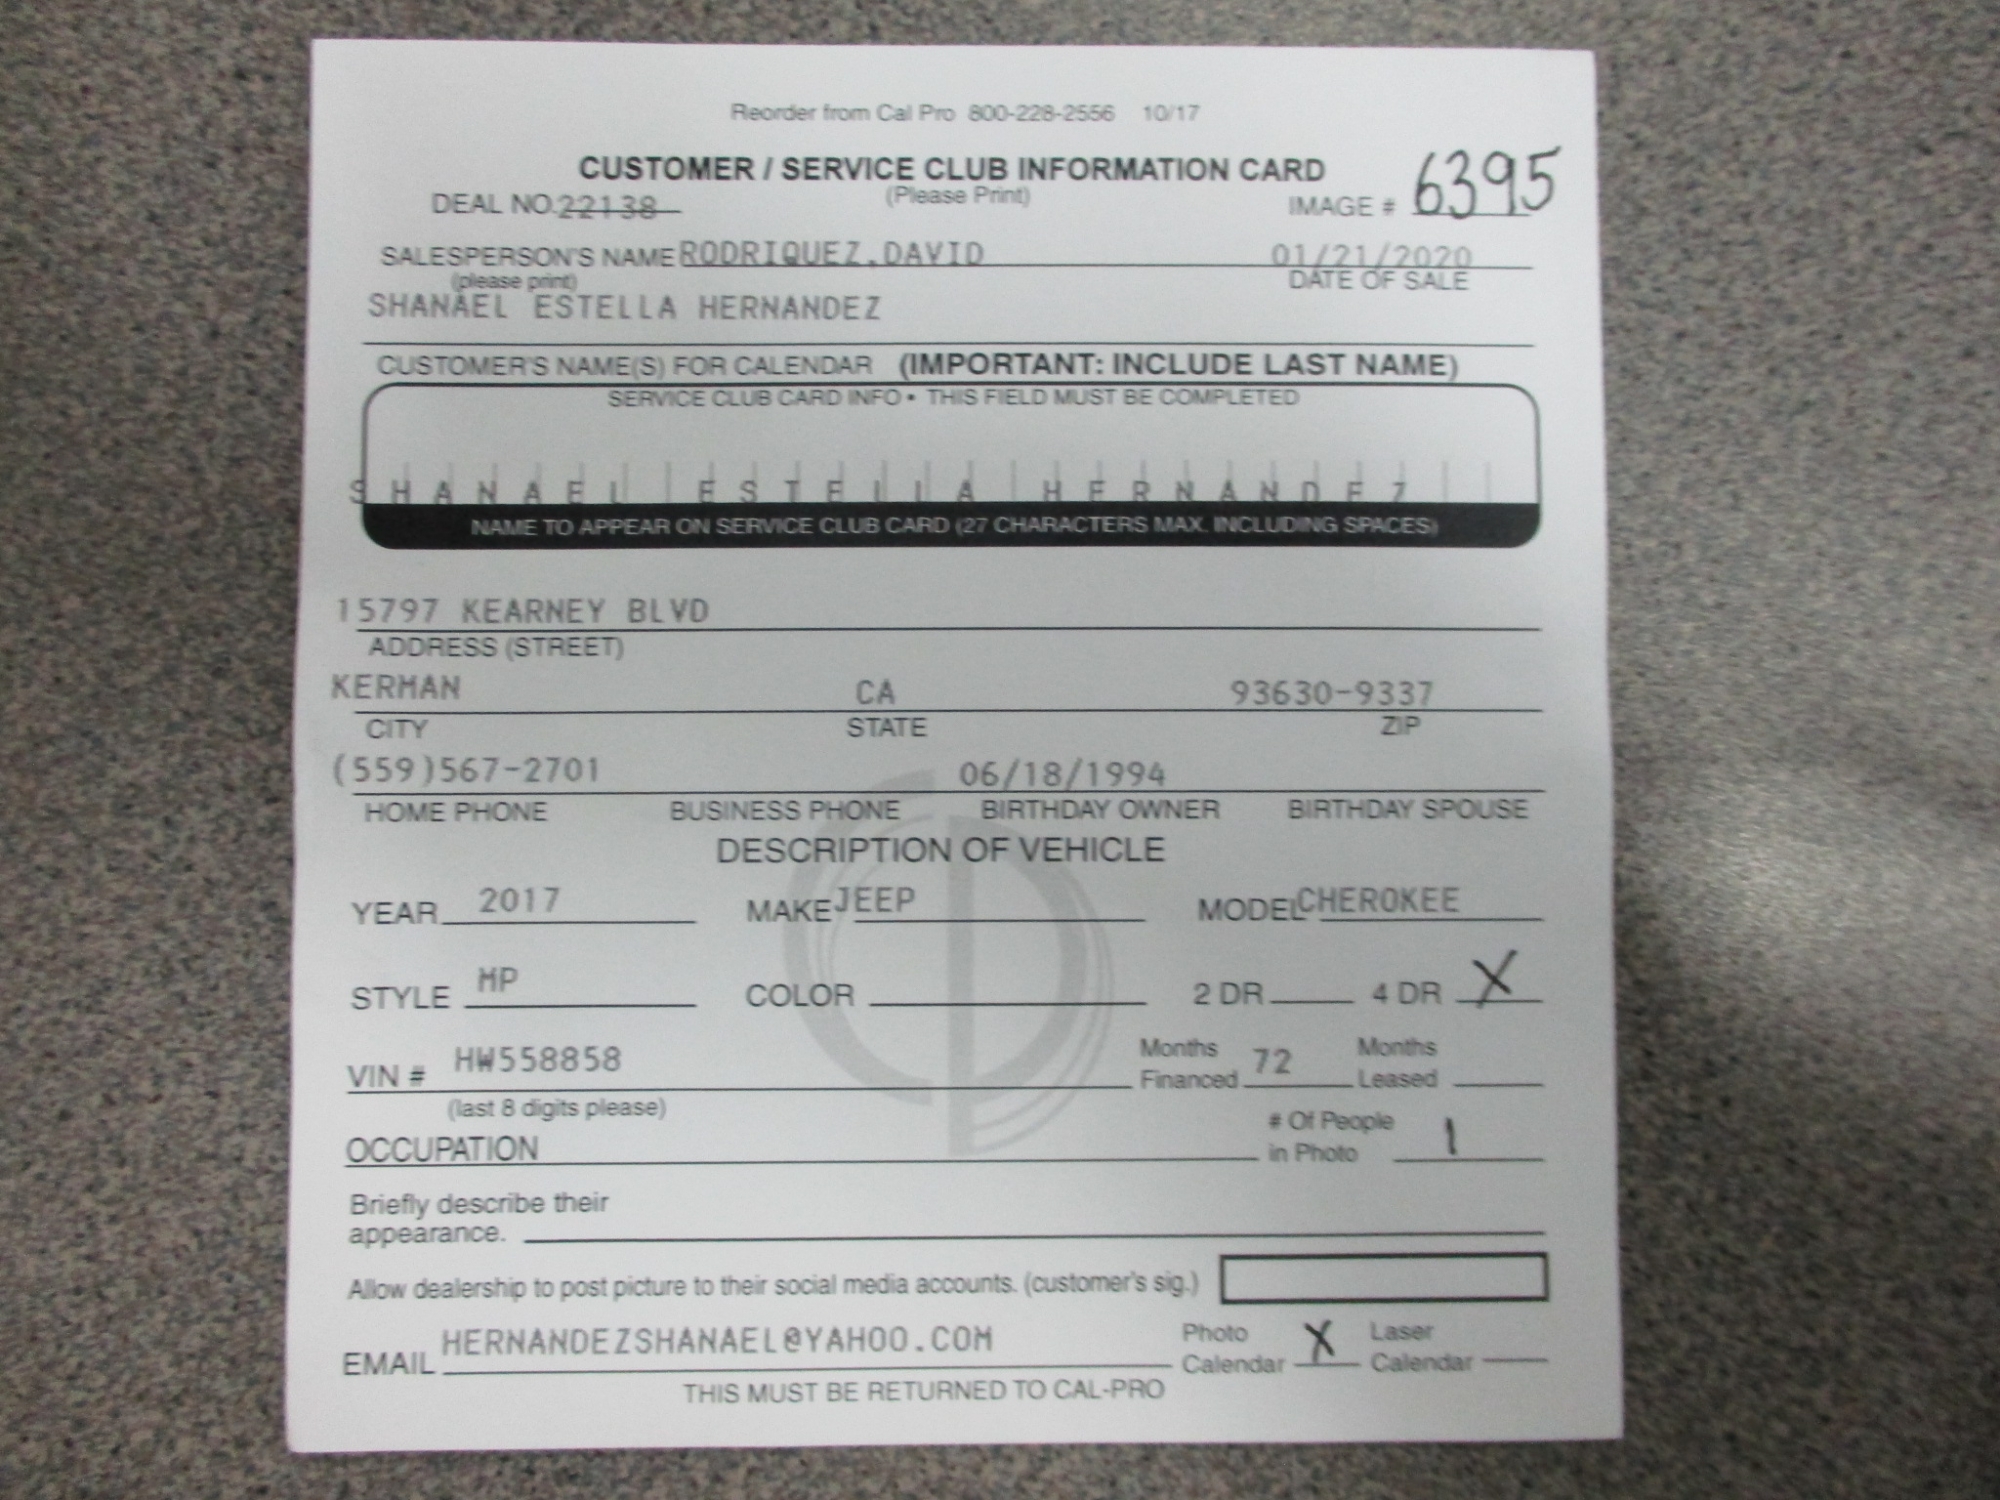 Reorder from Cal Pro 800-228-2556 10/17
CUSTOMER / SERVICE CLUB INFORMATION CARD
DEAL NO. 22138 (Please Print) IMAGE # 6395
SALESPERSON'S NAME RODRIQUEZ,DAVID 01/21/2020
(please print) DATE OF SALE
SHANAEL ESTELLA HERNANDEZ
CUSTOMER'S NAME(S) FOR CALENDAR (IMPORTANT: INCLUDE LAST NAME)
SERVICE CLUB CARD INFO • THIS FIELD MUST BE COMPLETED
SHANAEL ESTELLA HERNANDEZ
NAME TO APPEAR ON SERVICE CLUB CARD (27 CHARACTERS MAX. INCLUDING SPACES)
15797 KEARNEY BLVD
ADDRESS (STREET)
KERMAN CA 93630-9337
CITY STATE ZIP
(559)567-2701 06/18/1994
HOME PHONE BUSINESS PHONE BIRTHDAY OWNER BIRTHDAY SPOUSE
DESCRIPTION OF VEHICLE
YEAR 2017 MAKE JEEP MODEL CHEROKEE
STYLE MP COLOR 2 DR 4 DR X
VIN # HW558858 Months Financed 72 Months Leased
(last 8 digits please)
OCCUPATION # Of People in Photo 1
Briefly describe their
appearance.
Allow dealership to post picture to their social media accounts. (customer's sig.)
EMAIL HERNANDEZSHANAEL@YAHOO.COM Photo Calendar X Laser Calendar
THIS MUST BE RETURNED TO CAL-PRO